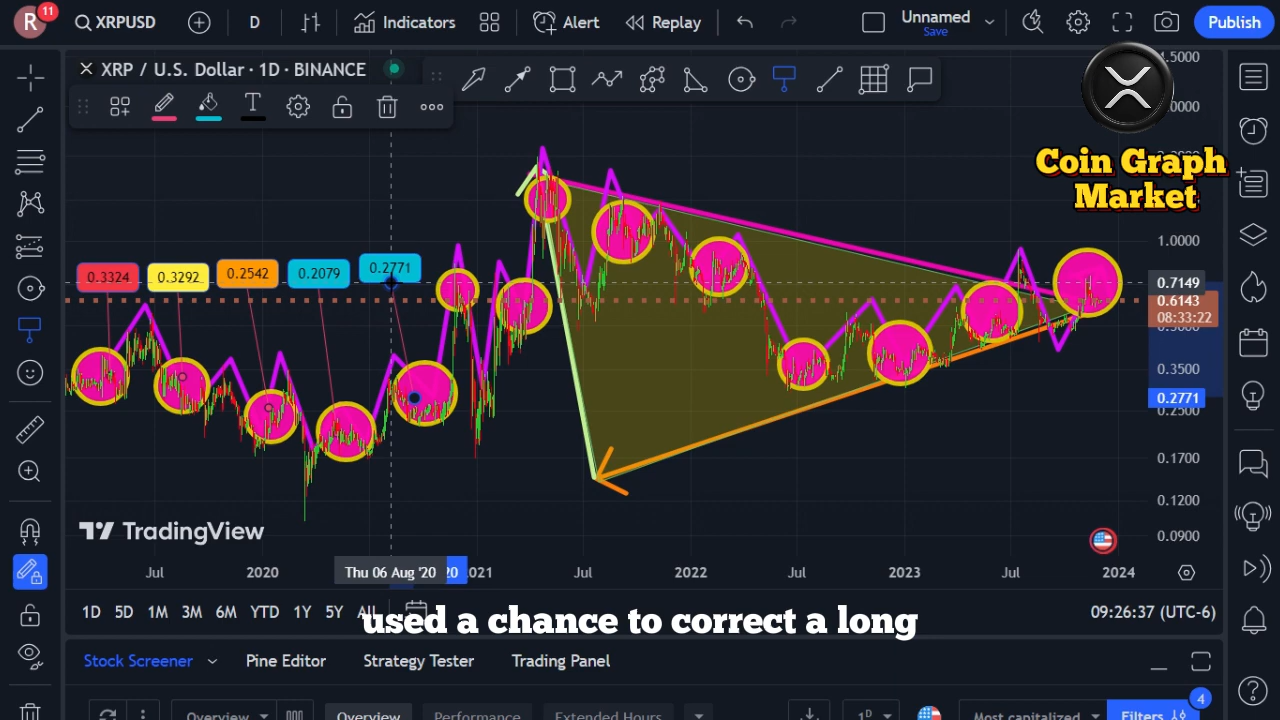 R 11 XRPUSD D Indicators Alert Replay Unnamed Save Publish
XRP / U.S. Dollar · 1D · BINANCE
T
Coin Graph
Market
1.0000
0.7149
0.6143
08:33:22
0.3500
0.2771
0.2500
0.1700
0.1200
0.0900
0.3324 0.3292 0.2542 0.2079 0.2771
TradingView
Jul 2020 Thu 06 Aug '20 Jul 2022 Jul 2023 Jul 2024
1D 5D 1M 3M 6M YTD 1Y 5Y All 09:26:37 (UTC-6)
used a chance to correct a long
Stock Screener Pine Editor Strategy Tester Trading Panel
4
Overview Overview Performance Extended Hours 1D Most capitalized Filters